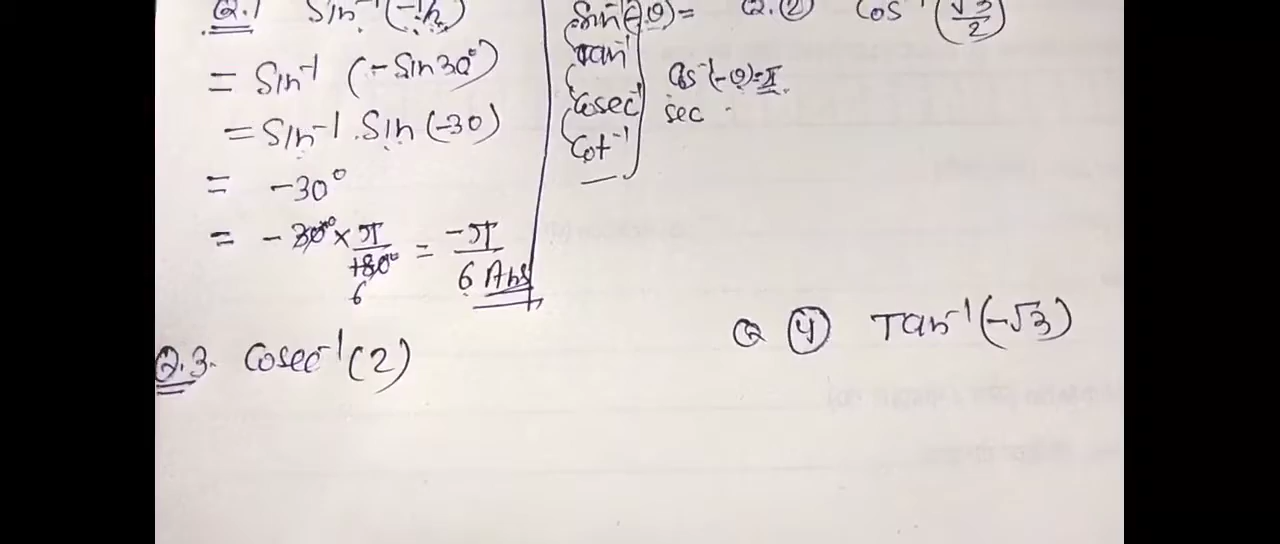 Q.1 Sin⁻¹(-1/2)
= Sin⁻¹ (-Sin30°)
= Sin⁻¹.Sin(-30)
= -30°
= -30° × π/180° = -π/6 Ans
6
Sin⁻¹(-θ)=
tan⁻¹
Cosec⁻¹
Cot⁻¹
Cos⁻¹(-θ)=π-
sec
Q.② Cos⁻¹(√3/2)
Q.3. Cosec⁻¹(2)
Q ④ Tan⁻¹(-√3)